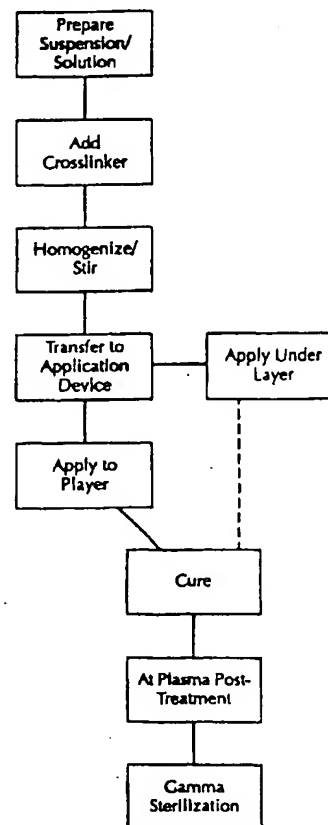 Prepare
Suspension/
Solution
Add
Crosslinker
Homogenize/
Stir
Transfer to
Application
Device
Apply Under
Layer
Apply to
Player
Cure
At Plasma Post-
Treatment
Gamma
Sterilization